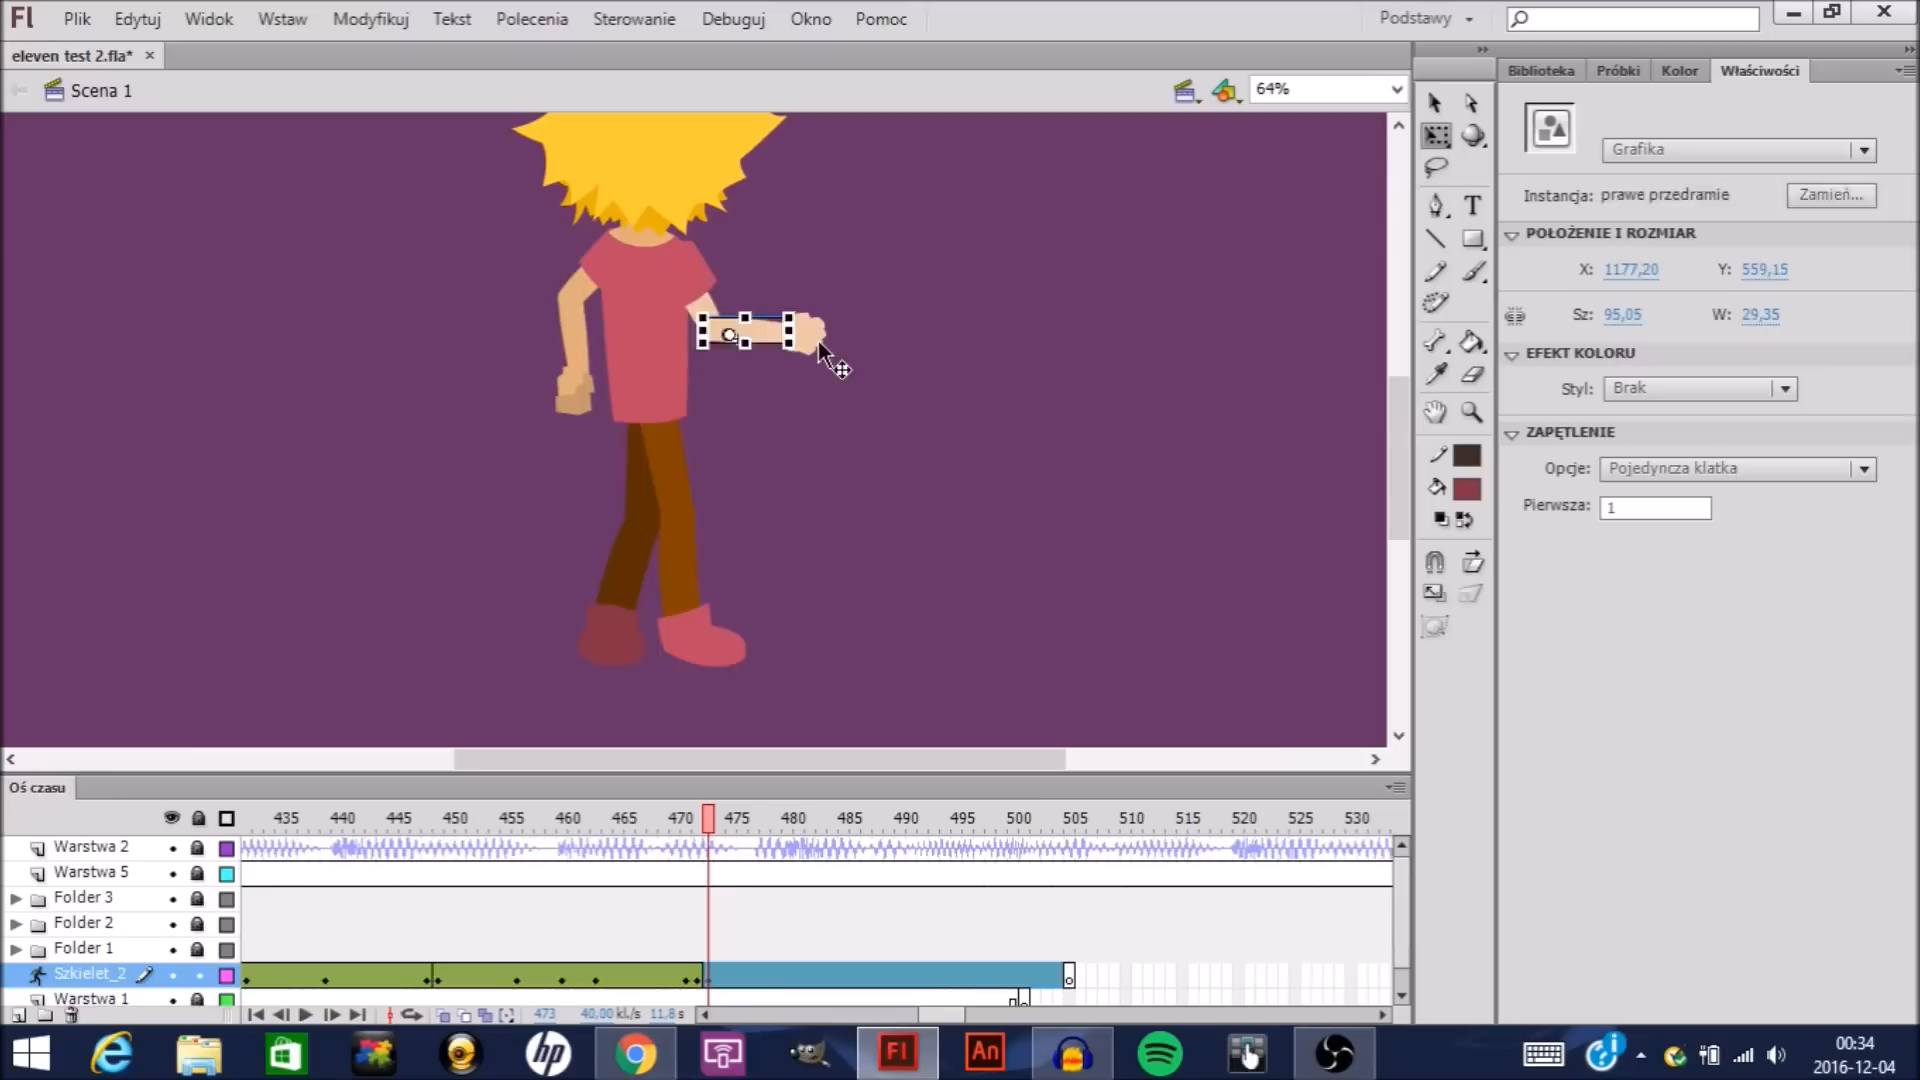 Fl Plik Edytuj Widok Wstaw Modyfikuj Tekst Polecenia Sterowanie Debuguj Okno Pomoc Podstawy
eleven test 2.fla* ×
Scena 1 64%
Biblioteka Próbki Kolor Właściwości
Grafika
Instancja: prawe przedramie Zamień...
POŁOŻENIE I ROZMIAR
X: 1177,20 Y: 559,15
Sz: 95,05 W: 29,35
EFEKT KOLORU
Styl: Brak
ZAPĘTLENIE
Opcje: Pojedyncza klatka
Pierwsza: 1
T
Oś czasu
435 440 445 450 455 460 465 470 475 480 485 490 495 500 505 510 515 520 525 530
Warstwa 2
Warstwa 5
Folder 3
Folder 2
Folder 1
Szkielet_2
Warstwa 1
473 40,00 kl./s 11,8 s
hp Fl An
00:34
2016-12-04